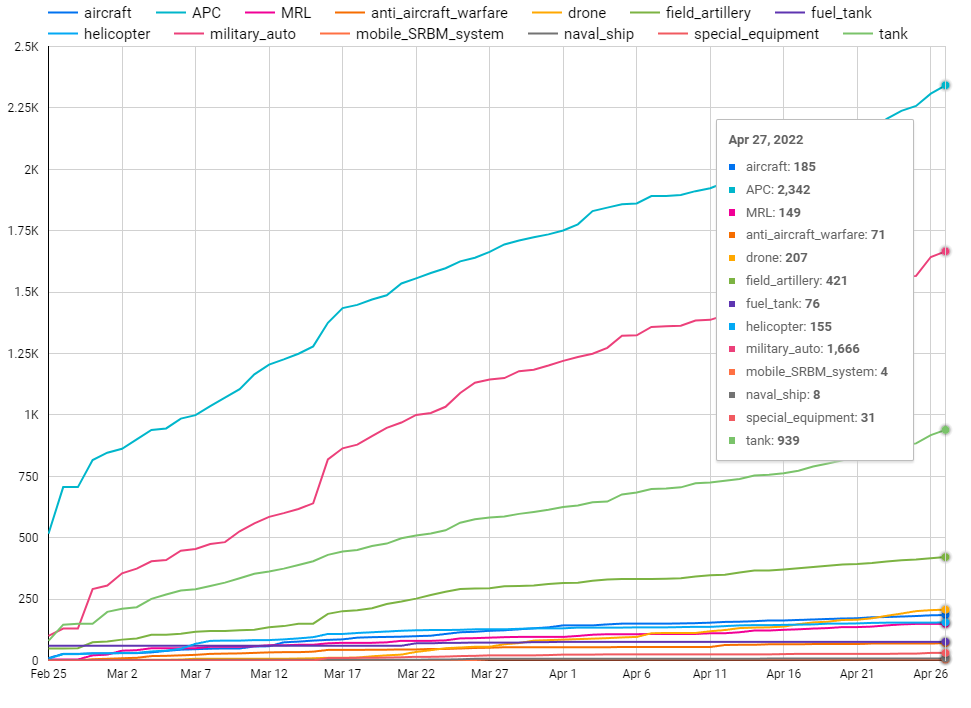 aircraft APC MRL anti_aircraft_warfare drone field_artillery fuel_tank
helicopter military_auto mobile_SRBM_system naval_ship special_equipment tank
2.5K
2.25K
2K
1.75K
1.5K
1.25K
1K
750
500
250
0
Apr 27, 2022
aircraft: 185
APC: 2,342
MRL: 149
anti_aircraft_warfare: 71
drone: 207
field_artillery: 421
fuel_tank: 76
helicopter: 155
military_auto: 1,666
mobile_SRBM_system: 4
naval_ship: 8
special_equipment: 31
tank: 939
Feb 25 Mar 2 Mar 7 Mar 12 Mar 17 Mar 22 Mar 27 Apr 1 Apr 6 Apr 11 Apr 16 Apr 21 Apr 26